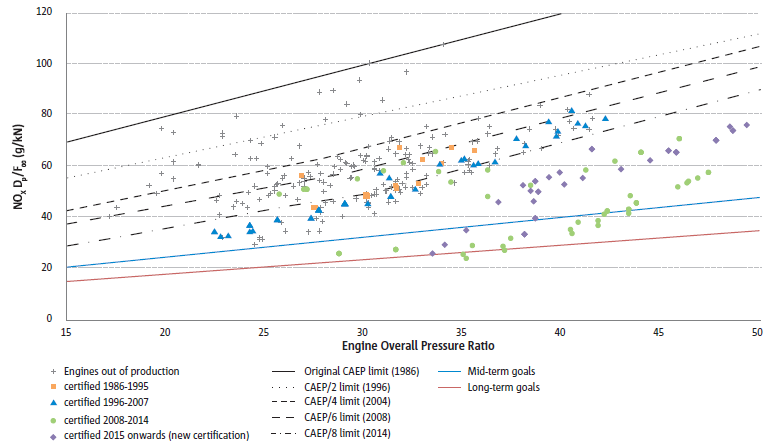 120
100
80
60
40
20
0
NOx Dp/F∞ (g/kN)
15 20 25 30 35 40 45 50
Engine Overall Pressure Ratio
Engines out of production
certified 1986-1995
certified 1996-2007
certified 2008-2014
certified 2015 onwards (new certification)
Original CAEP limit (1986)
CAEP/2 limit (1996)
CAEP/4 limit (2004)
CAEP/6 limit (2008)
CAEP/8 limit (2014)
Mid-term goals
Long-term goals